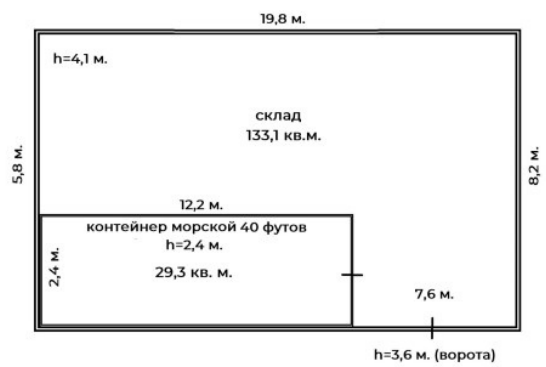 19,8 м.
h=4,1 м.
склад
133,1 кв.м.
5,8 м.
8,2 м.
12,2 м.
контейнер морской 40 футов
h=2,4 м.
2,4 м.
29,3 кв. м.
7,6 м.
h=3,6 м. (ворота)